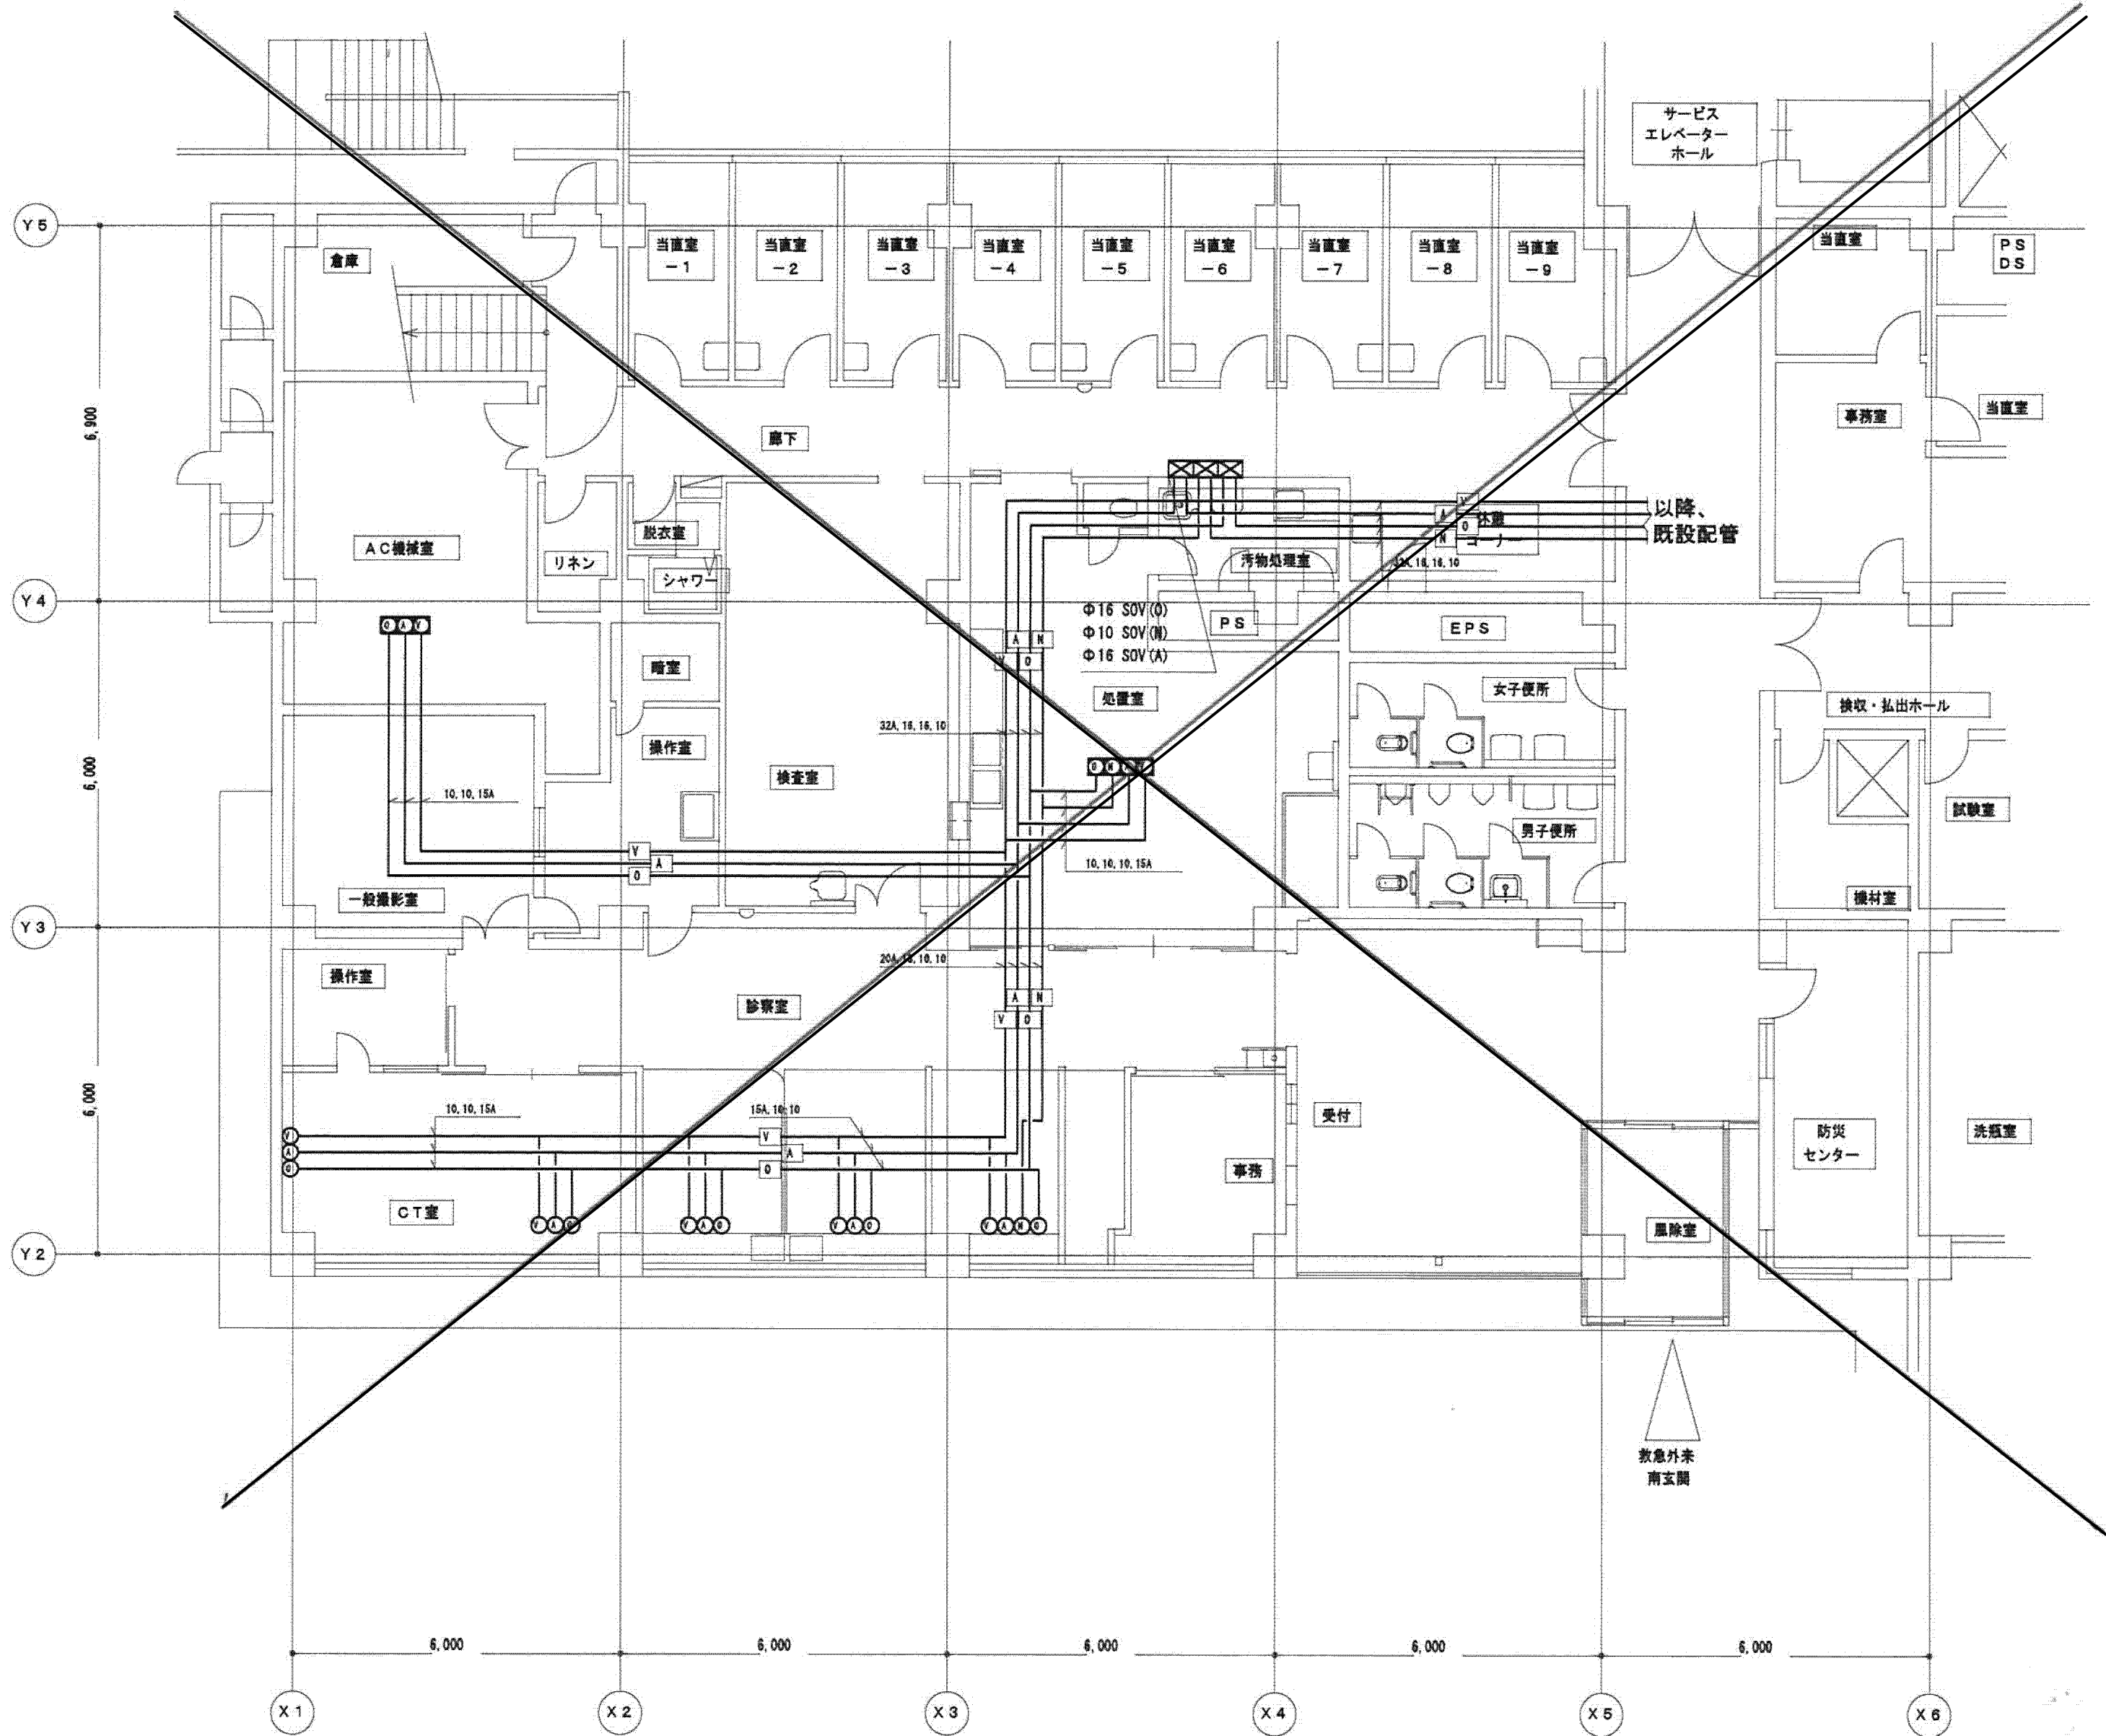 サービス
エレベーター
ホール
Y5
倉庫
当直室
－1
当直室
－2
当直室
－3
当直室
－4
当直室
－5
当直室
－6
当直室
－7
当直室
－8
当直室
－9
当直室
PS
DS
6,900
廊下
事務室
当直室
V
A
O
N
休憩
コーナー
以降、
既設配管
AC機械室
リネン
脱衣室
シャワー
汚物処理室
32A,16,16,10
Y4
O A V
Φ16 SOV(O)
Φ10 SOV(N)
Φ16 SOV(A)
PS
EPS
A N
V O
暗室
処置室
女子便所
検収・払出ホール
32A,16,16,10
操作室
検査室
6,000
10,10,15A
O N A V
試験室
男子便所
V
A
O
10,10,10,15A
一般撮影室
機材室
Y3
20A,16,10,10
操作室
A N
V O
診察室
6,000
10,10,15A
15A,10,10
受付
防災
センター
洗瓶室
V
A
O
V
A
O
事務
CT室
V A O
V A O
V A O
V A N O
風除室
Y2
救急外来
南玄関
6,000
6,000
6,000
6,000
6,000
X1
X2
X3
X4
X5
X6